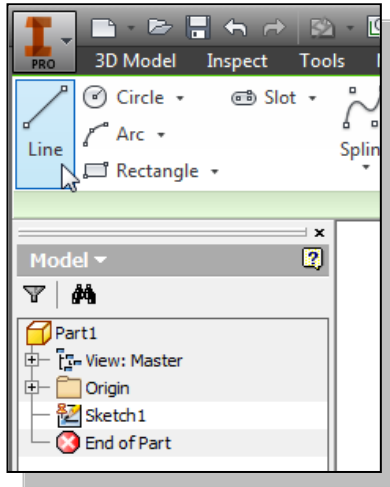 PRO
3D Model Inspect Tools
Line
Circle
Slot
Arc
Rectangle
Model
Part1
View: Master
Origin
Sketch1
End of Part